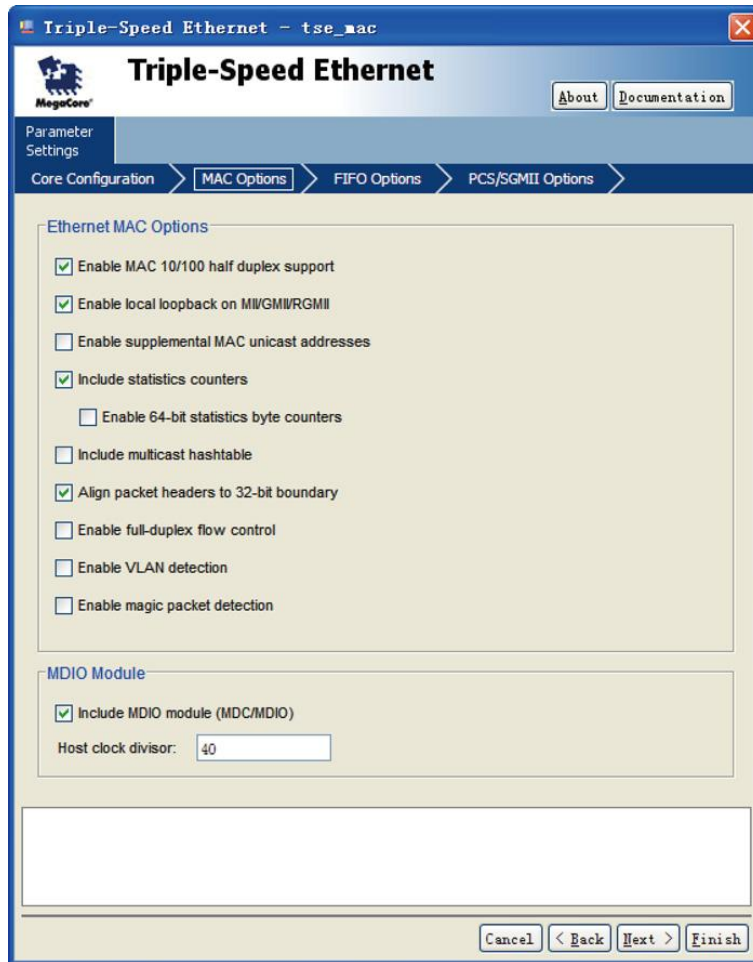 Triple-Speed Ethernet - tse_mac
MegaCore®
Triple-Speed Ethernet
About Documentation
Parameter
Settings
Core Configuration MAC Options FIFO Options PCS/SGMII Options
Ethernet MAC Options
Enable MAC 10/100 half duplex support
Enable local loopback on MII/GMII/RGMII
Enable supplemental MAC unicast addresses
Include statistics counters
Enable 64-bit statistics byte counters
Include multicast hashtable
Align packet headers to 32-bit boundary
Enable full-duplex flow control
Enable VLAN detection
Enable magic packet detection
MDIO Module
Include MDIO module (MDC/MDIO)
Host clock divisor: 40
Cancel < Back Next > Finish